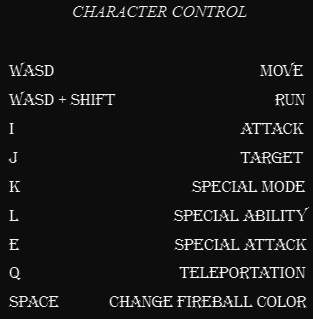 CHARACTER CONTROL
WASD MOVE
WASD + SHIFT RUN
I ATTACK
J TARGET
K SPECIAL MODE
L SPECIAL ABILITY
E SPECIAL ATTACK
Q TELEPORTATION
SPACE CHANGE FIREBALL COLOR